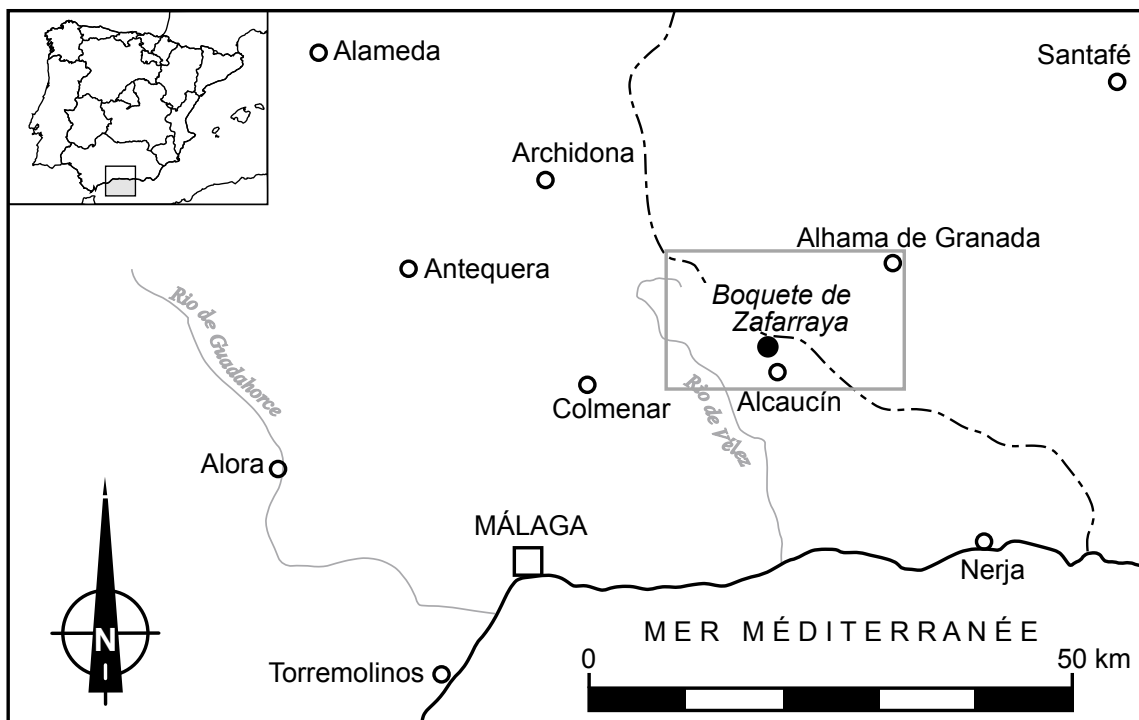 Alameda
Santafé
Archidona
Alhama de Granada
Antequera
Boquete de
Zafarraya
Rio de Guadahorce
Rio de Vélez
Colmenar
Alcaucín
Alora
MÁLAGA
Nerja
MER MÉDITERRANÉE
N
Torremolinos
0
50 km